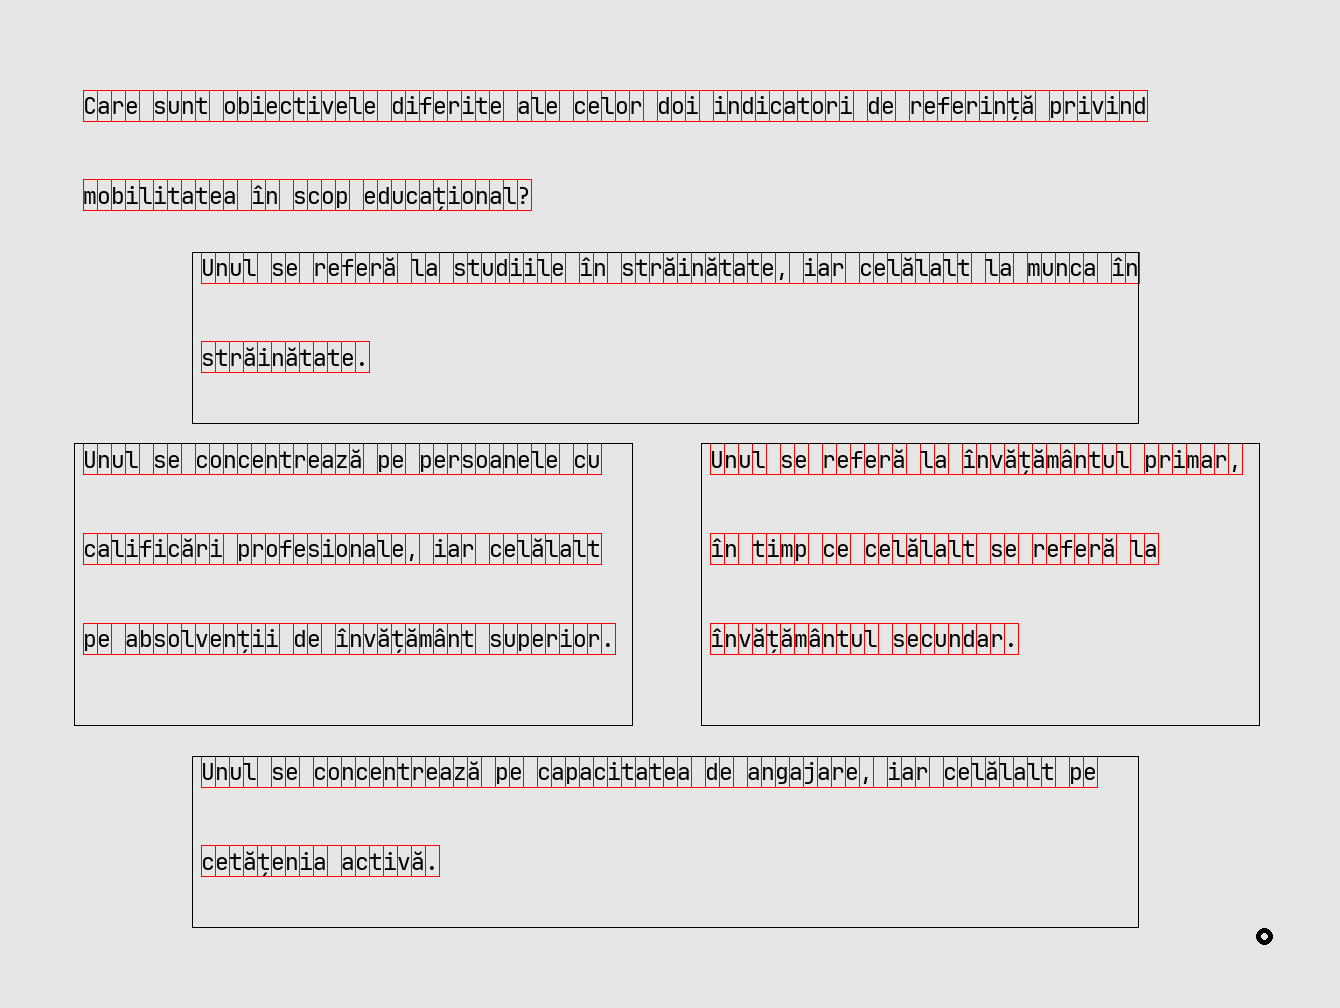 Care sunt obiectivele diferite ale celor doi indicatori de referință privind
mobilitatea în scop educațional?
Unul se referă la studiile în străinătate, iar celălalt la munca în
străinătate.
Unul se concentrează pe persoanele cu
calificări profesionale, iar celălalt
pe absolvenții de învățământ superior.
Unul se referă la învățământul primar,
în timp ce celălalt se referă la
învățământul secundar.
Unul se concentrează pe capacitatea de angajare, iar celălalt pe
cetățenia activă.